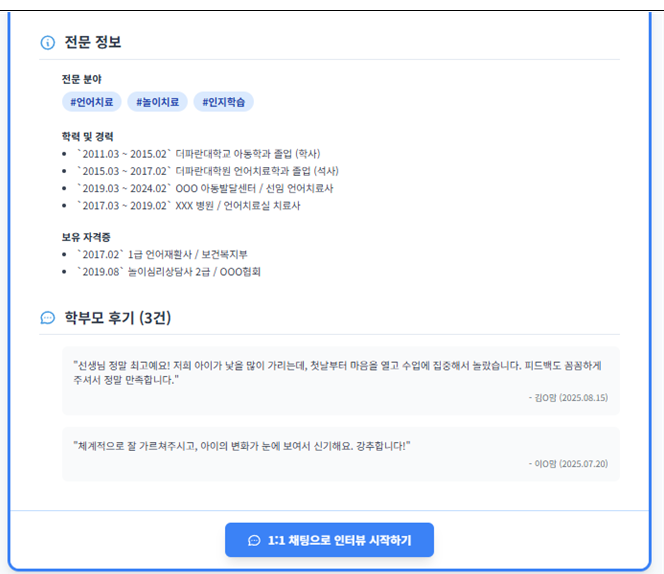 전문 정보
전문 분야
#언어치료 #놀이치료 #인지학습
학력 및 경력
• `2011.03 ~ 2015.02` 더파란대학교 아동학과 졸업 (학사)
• `2015.03 ~ 2017.02` 더파란대학원 언어치료학과 졸업 (석사)
• `2019.03 ~ 2024.02` OOO 아동발달센터 / 선임 언어치료사
• `2017.03 ~ 2019.02` XXX 병원 / 언어치료실 치료사
보유 자격증
• `2017.02` 1급 언어재활사 / 보건복지부
• `2019.08` 놀이심리상담사 2급 / OOO협회
학부모 후기 (3건)
"선생님 정말 최고예요! 저희 아이가 낯을 많이 가리는데, 첫날부터 마음을 열고 수업에 집중해서 놀랐습니다. 피드백도 꼼꼼하게
주셔서 정말 만족합니다."
- 김O맘 (2025.08.15)
"체계적으로 잘 가르쳐주시고, 아이의 변화가 눈에 보여서 신기해요. 강추합니다!"
- 이O맘 (2025.07.20)
1:1 채팅으로 인터뷰 시작하기